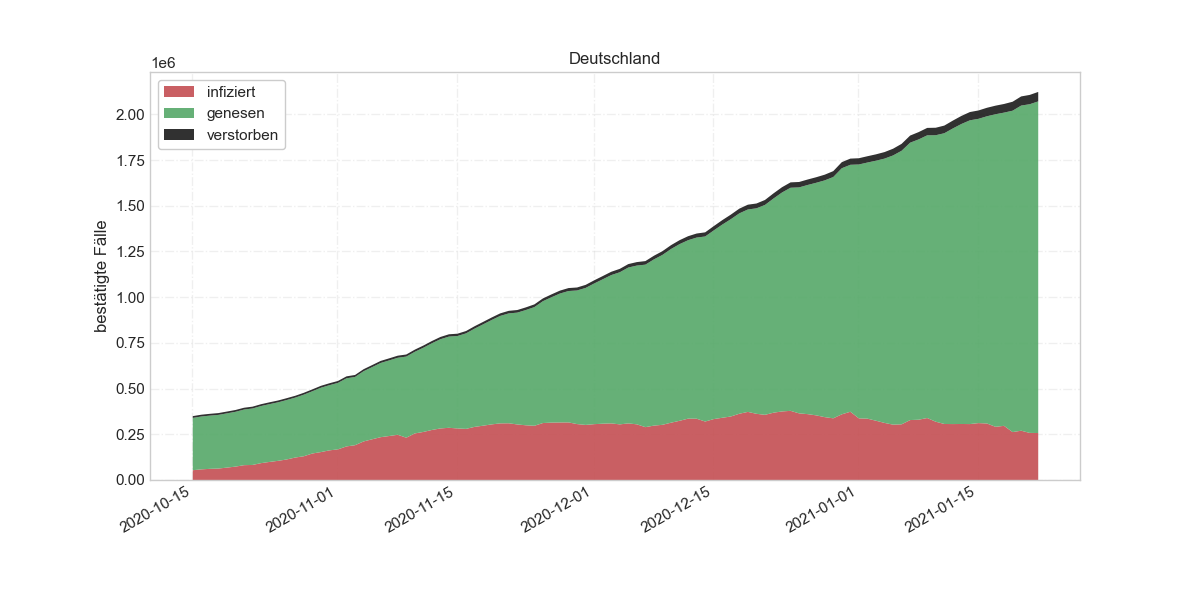 Deutschland
1e6
infiziert
genesen
verstorben
bestätigte Fälle
2.00
1.75
1.50
1.25
1.00
0.75
0.50
0.25
0.00
2020-10-15
2020-11-01
2020-11-15
2020-12-01
2020-12-15
2021-01-01
2021-01-15